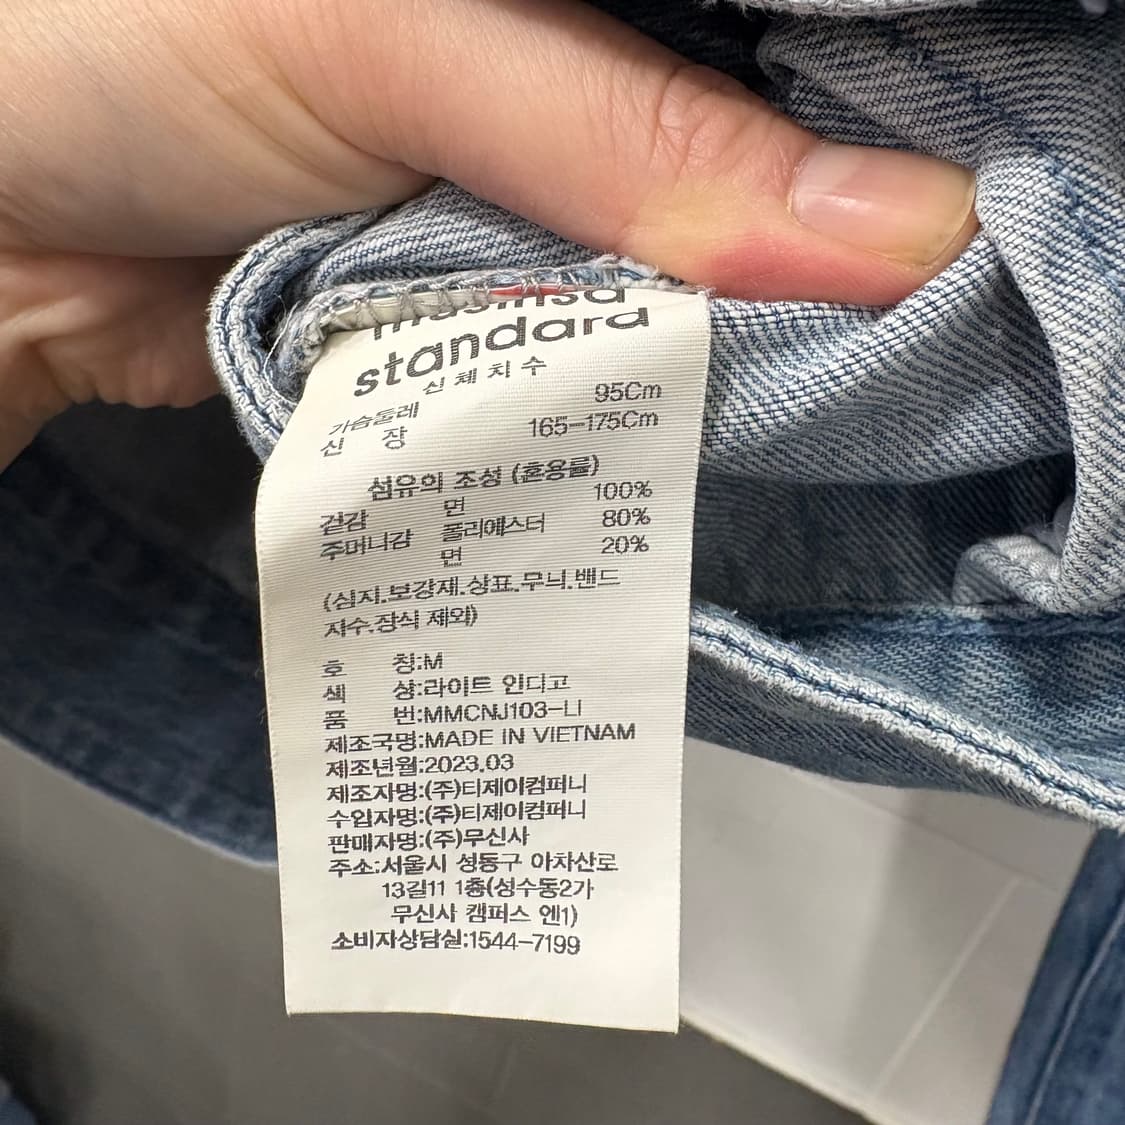 musinsa
standard
신체치수
가슴둘레 95Cm
신 장 165-175Cm
섬유의 조성 (혼용률)
겉감 면 100%
주머니감 폴리에스터 80%
면 20%
(심지.보강재.상표.무늬.밴드
자수.장식 제외)
호 칭:M
색 상:라이트 인디고
품 번:MMCNJ103-LI
제조국명:MADE IN VIETNAM
제조년월:2023.03
제조자명:(주)티제이컴퍼니
수입자명:(주)티제이컴퍼니
판매자명:(주)무신사
주소:서울시 성동구 아차산로
13길11 1층(성수동2가
무신사 캠퍼스 엔1)
소비자상담실:1544-7199